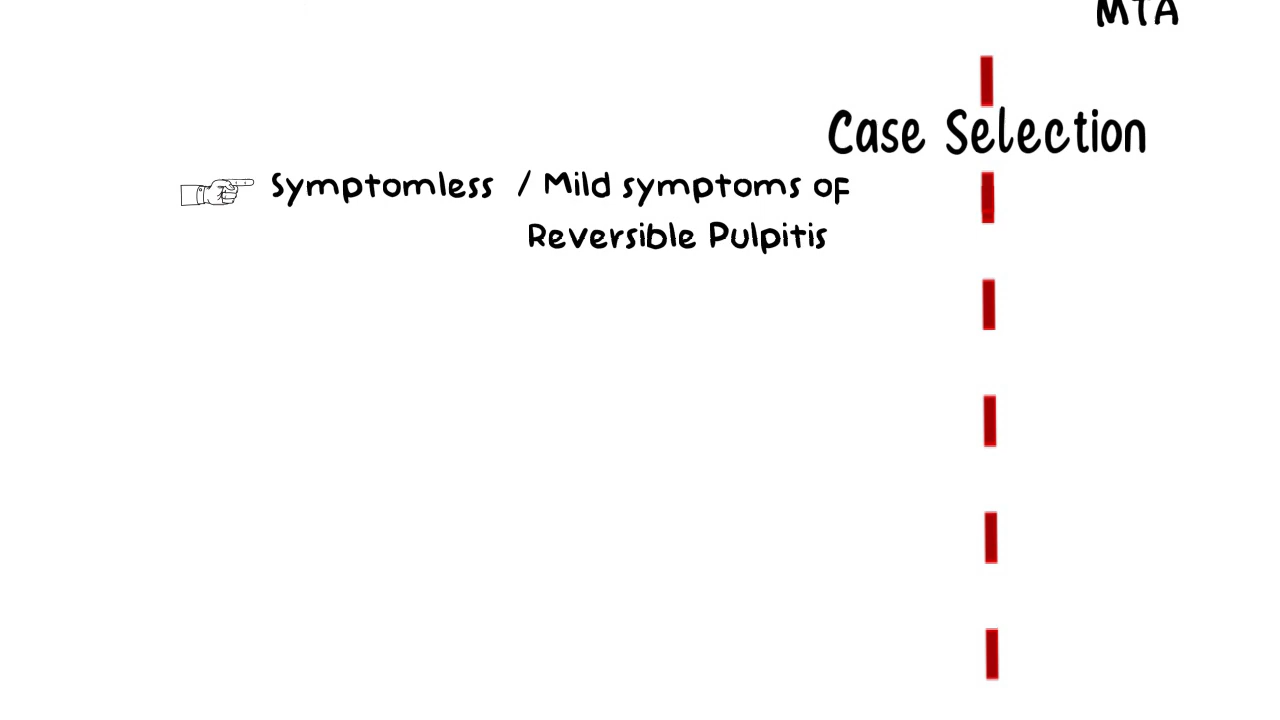 MTA
Case Selection
Symptomless / Mild symptoms of
Reversible Pulpitis